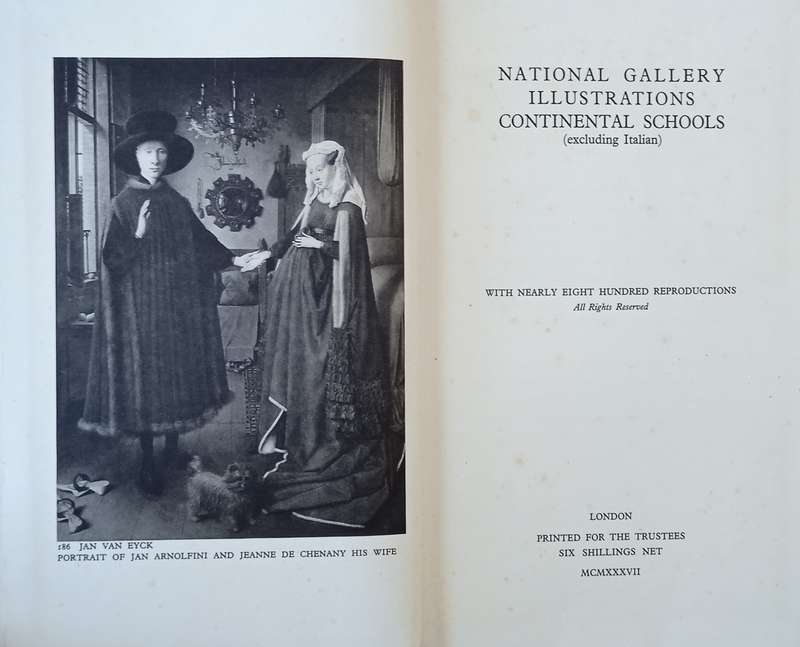 186 JAN VAN EYCK
PORTRAIT OF JAN ARNOLFINI AND JEANNE DE CHENANY HIS WIFE
NATIONAL GALLERY
ILLUSTRATIONS
CONTINENTAL SCHOOLS
(excluding Italian)
WITH NEARLY EIGHT HUNDRED REPRODUCTIONS
All Rights Reserved
LONDON
PRINTED FOR THE TRUSTEES
SIX SHILLINGS NET
MCMXXXVII